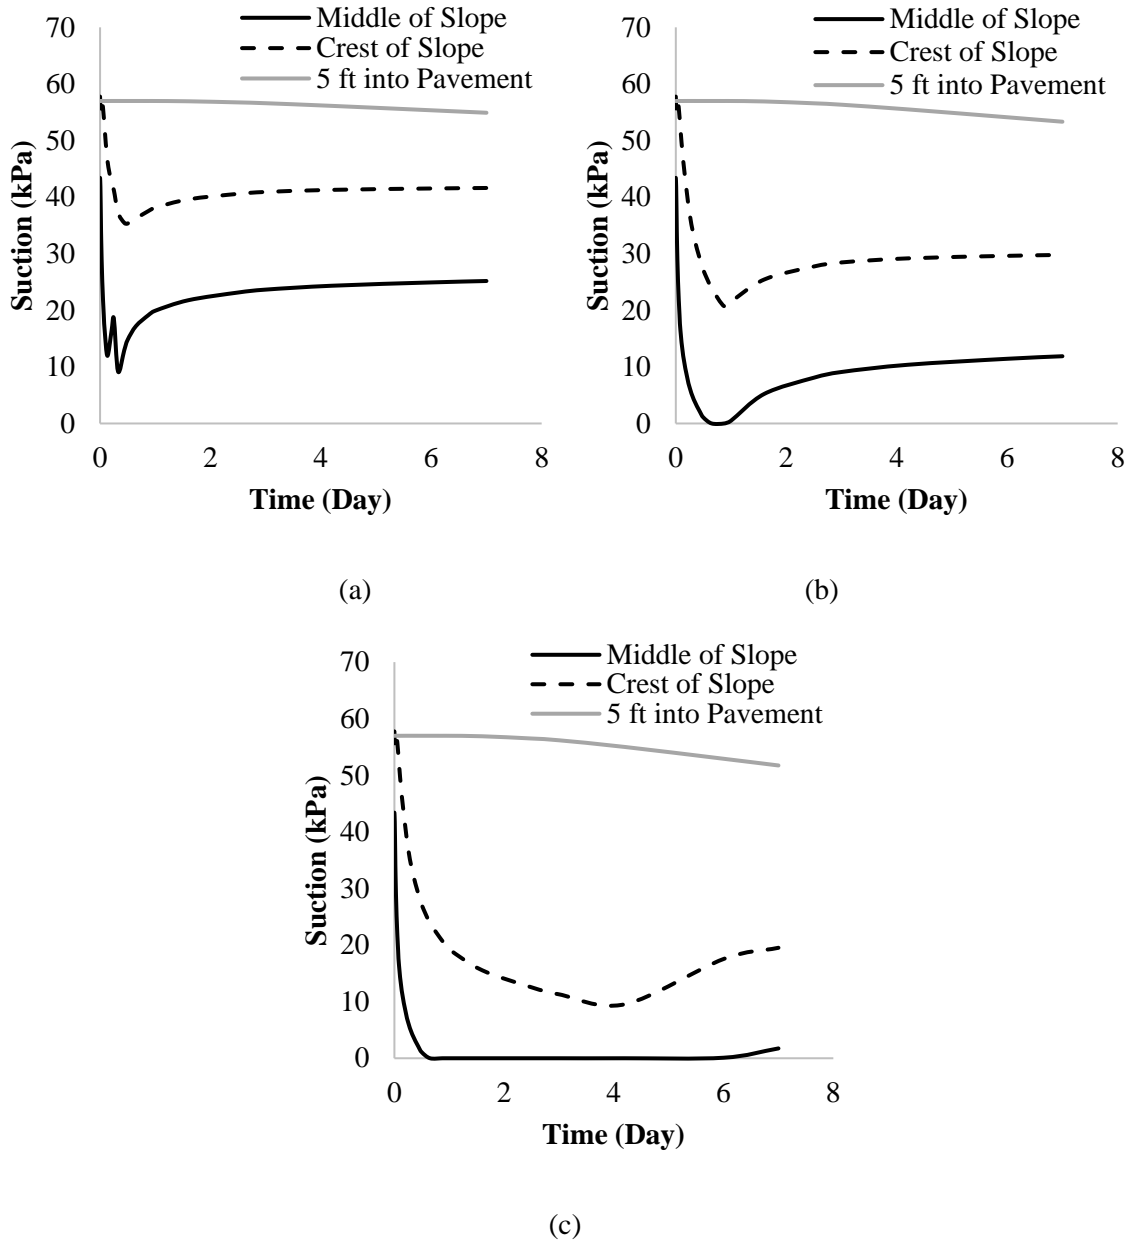 Middle of Slope
Crest of Slope
5 ft into Pavement
70
60
50
40
30
20
10
0
Suction (kPa)
0 2 4 6 8
Time (Day)
(a)
Middle of Slope
Crest of Slope
5 ft into Pavement
70
60
50
40
30
20
10
0
Suction (kPa)
0 2 4 6 8
Time (Day)
(b)
Middle of Slope
Crest of Slope
5 ft into Pavement
70
60
50
40
30
20
10
0
Suction (kPa)
0 2 4 6 8
Time (Day)
(c)